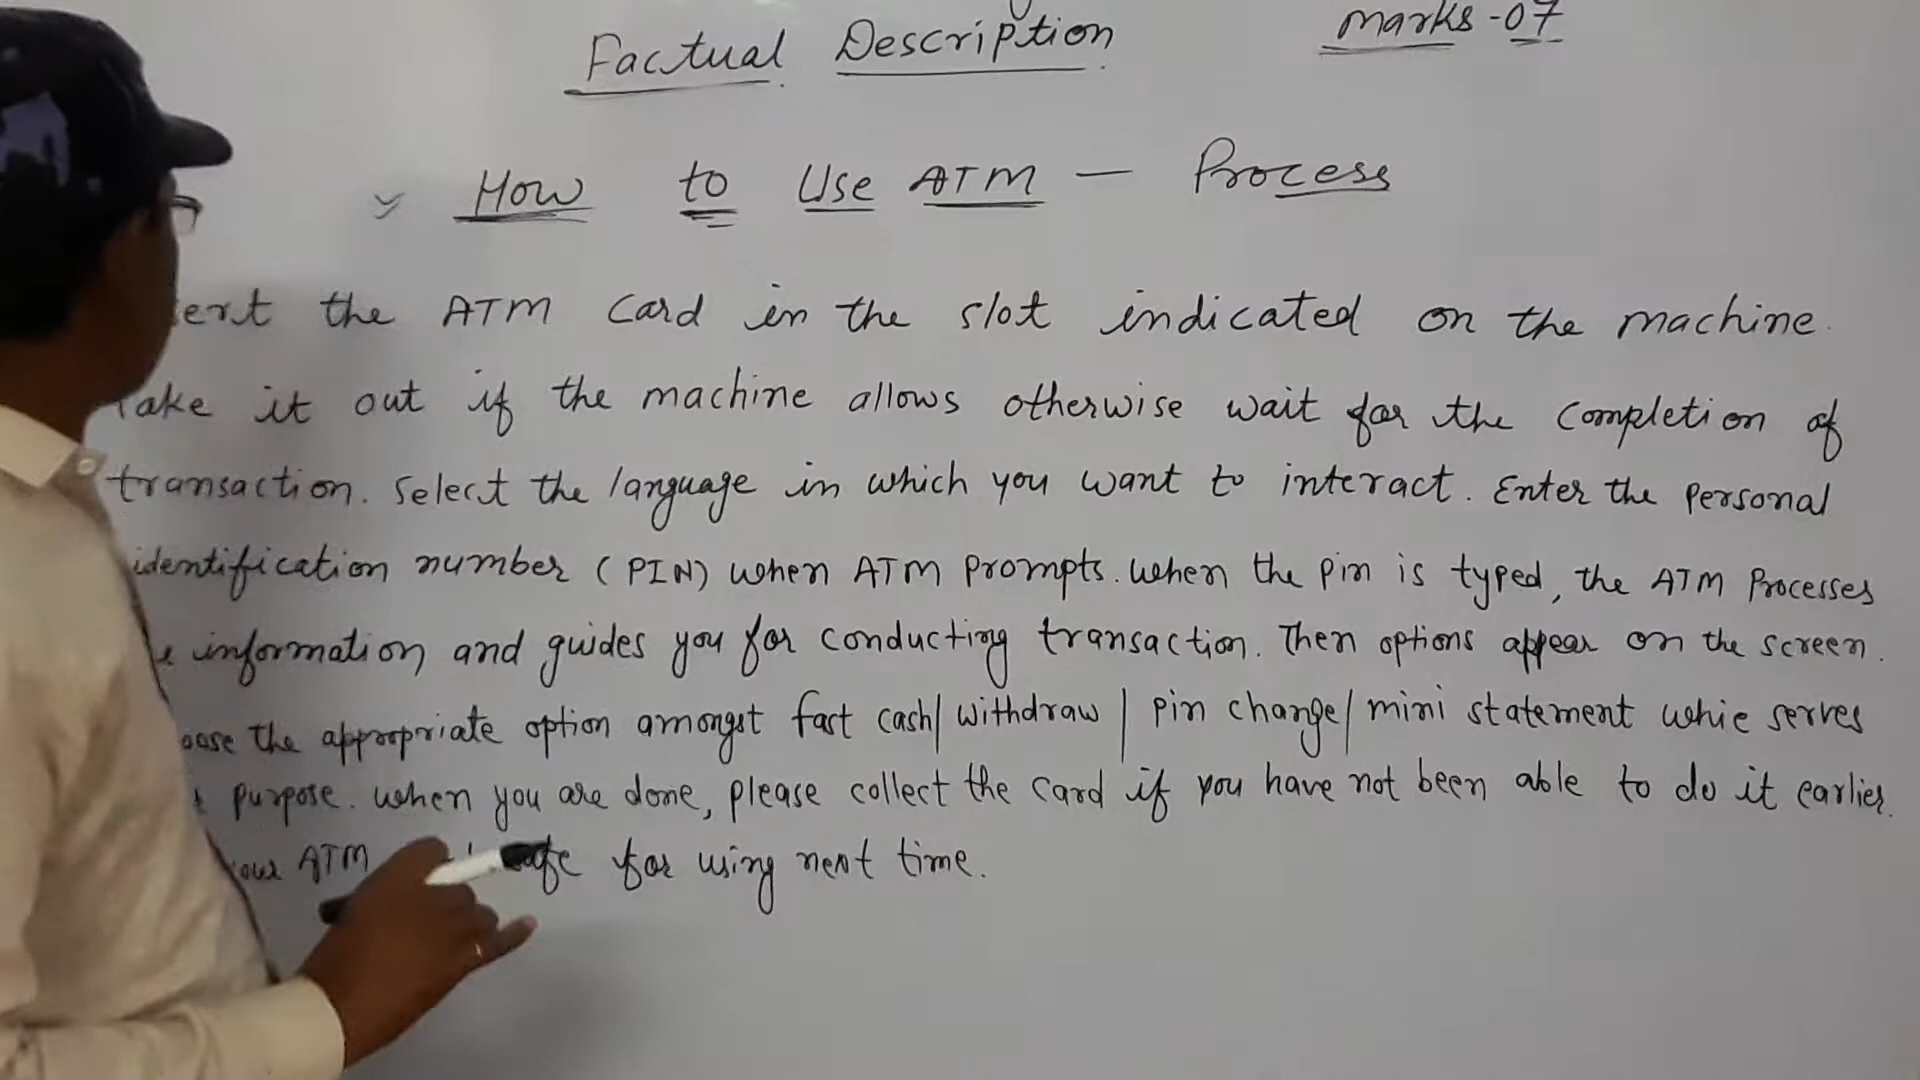 Factual Description
Marks-07
How to Use ATM — Process
the ATM Card in the slot indicated on the machine.
Take it out if the machine allows otherwise wait for the completion of
transaction. Select the language in which you want to interact. Enter the Personal
identification number (PIN) when ATM Prompts. when the pin is typed, the ATM Processes
information and guides you for conducting transaction. Then options appear on the screen.
the appropriate option amongst fast cash/ withdraw / pin change/ mini statement whie serves
purpose. when you are done, please collect the card if you have not been able to do it earlier.
ATM for using next time.